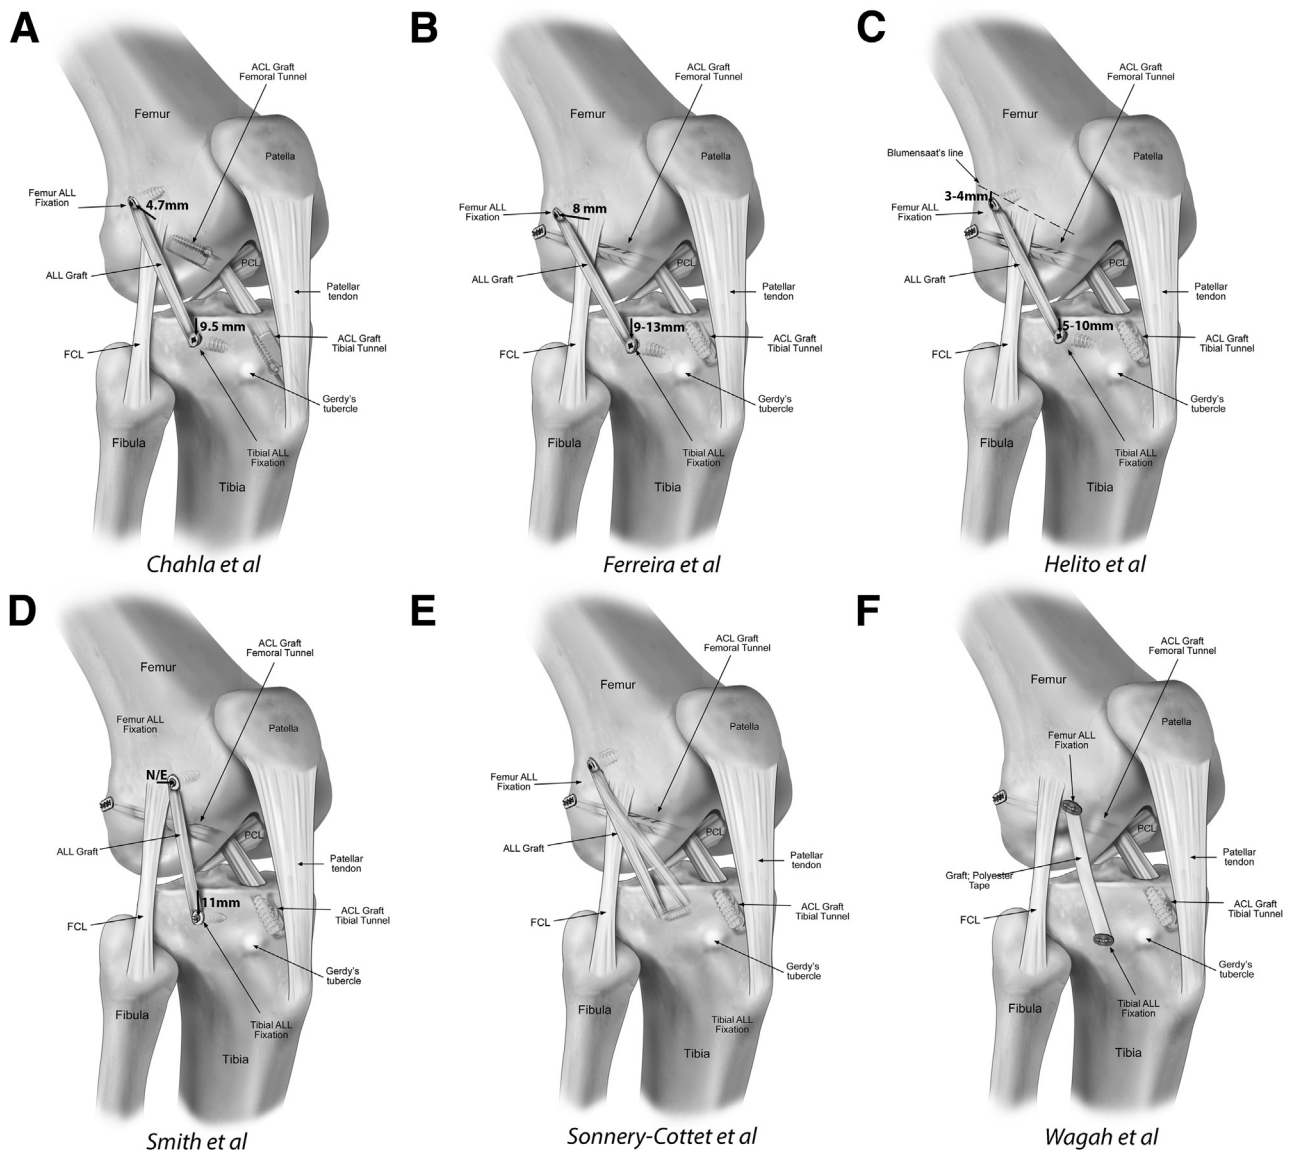 A
ACL Graft
Femoral Tunnel
Femur
Patella
Femur ALL
Fixation
4.7mm
PCL
ALL Graft
Patellar
tendon
9.5 mm
ACL Graft
Tibial Tunnel
FCL
Gerdy's
tubercle
Fibula
Tibial ALL
Fixation
Tibia
Chahla et al
B
ACL Graft
Femoral Tunnel
Femur
Patella
Femur ALL
Fixation
8 mm
PCL
ALL Graft
Patellar
tendon
9-13mm
ACL Graft
Tibial Tunnel
FCL
Gerdy's
tubercle
Fibula
Tibial ALL
Fixation
Tibia
Ferreira et al
C
ACL Graft
Femoral Tunnel
Femur
Blumensaat's line
Patella
3-4mm
Femur ALL
Fixation
PCL
ALL Graft
Patellar
tendon
5-10mm
ACL Graft
Tibial Tunnel
FCL
Gerdy's
tubercle
Fibula
Tibial ALL
Fixation
Tibia
Helito et al
D
ACL Graft
Femoral Tunnel
Femur
Femur ALL
Fixation
Patella
N/E
PCL
ALL Graft
Patellar
tendon
11mm
ACL Graft
Tibial Tunnel
FCL
Gerdy's
tubercle
Fibula
Tibial ALL
Fixation
Tibia
Smith et al
E
ACL Graft
Femoral Tunnel
Femur
Patella
Femur ALL
Fixation
PCL
ALL Graft
Patellar
tendon
ACL Graft
Tibial Tunnel
FCL
Gerdy's
tubercle
Fibula
Tibial ALL
Fixation
Tibia
Sonnery-Cottet et al
F
ACL Graft
Femoral Tunnel
Femur
Patella
Femur ALL
Fixation
PCL
Patellar
tendon
Graft; Polyester
Tape
ACL Graft
Tibial Tunnel
FCL
Gerdy's
tubercle
Fibula
Tibial ALL
Fixation
Tibia
Wagah et al